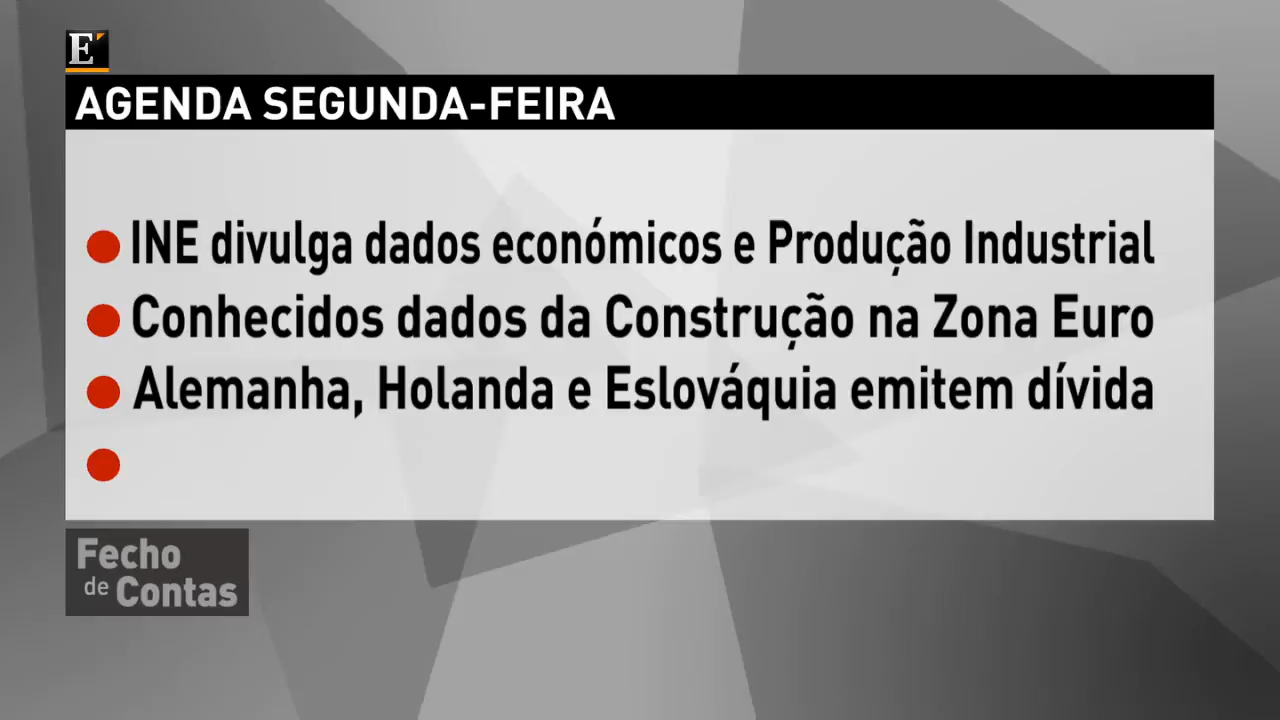 E
AGENDA SEGUNDA-FEIRA
INE divulga dados económicos e Produção Industrial
Conhecidos dados da Construção na Zona Euro
Alemanha, Holanda e Eslováquia emitem dívida
Fecho
de Contas